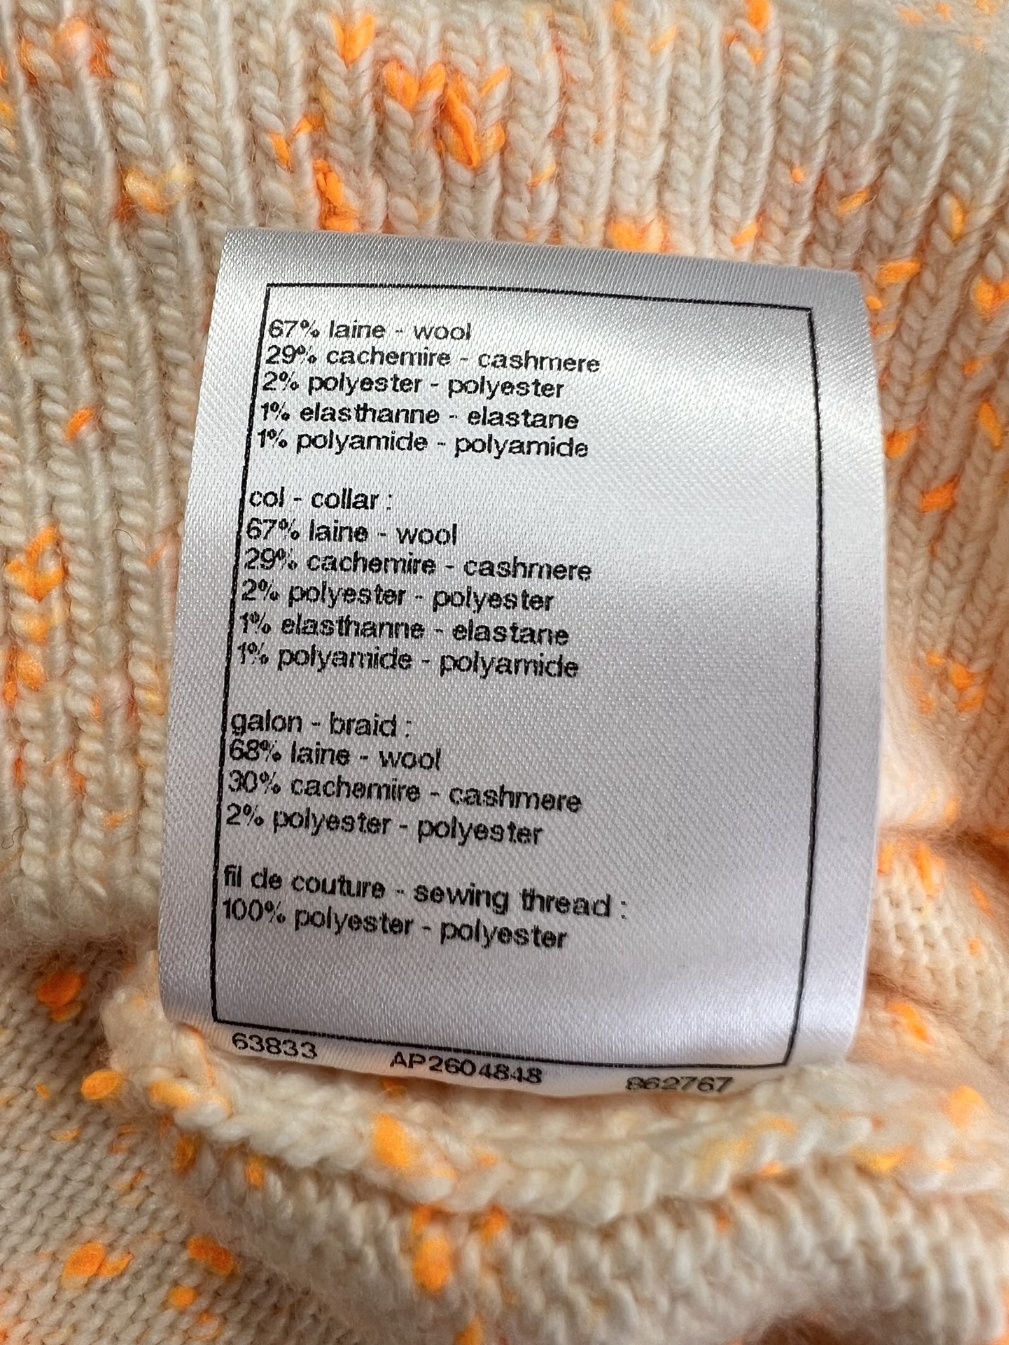 67% laine - wool
29% cachemire - cashmere
2% polyester - polyester
1% elasthanne - elastane
1% polyamide - polyamide
col - collar :
67% laine - wool
29% cachemire - cashmere
2% polyester - polyester
1% elasthanne - elastane
1% polyamide - polyamide
galon - braid :
68% laine - wool
30% cachemire - cashmere
2% polyester - polyester
fil de couture - sewing thread :
100% polyester - polyester
63833 AP2604848